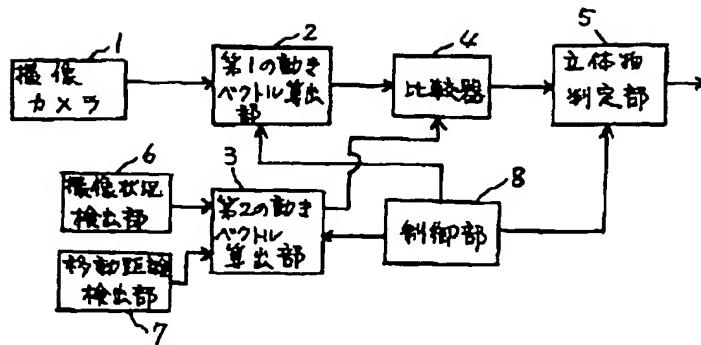 1
撮像
カメラ
2
第1の動き
ベクトル算出
部
4
比較器
5
立体物
判定部
6
撮像状況
検出部
3
第2の動き
ベクトル
算出部
8
制御部
移動距離
検出部
7